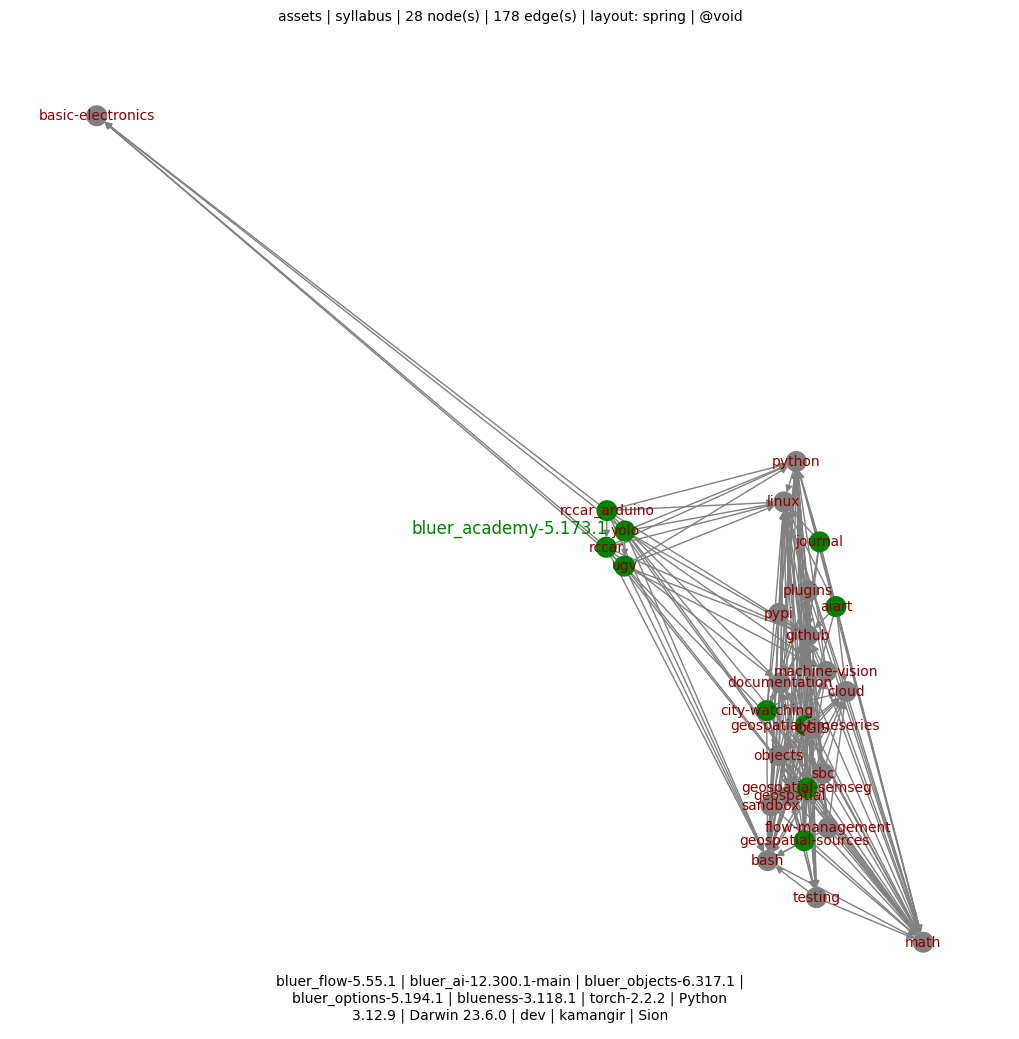 assets | syllabus | 28 node(s) | 178 edge(s) | layout: spring | @void
basic-electronics
python
linux
rccar_arduino
bluer_academy-5.173.1
yolo
journal
rccar
ugv
plugins
aiart
pypi
github
machine-vision
documentation
cloud
city-watching
geospatial-timeseries
QGIS
objects
sbc
geospatial-semseg
geospatial
sandbox
flow-management
geospatial-sources
bash
testing
math
bluer_flow-5.55.1 | bluer_ai-12.300.1-main | bluer_objects-6.317.1 |
bluer_options-5.194.1 | blueness-3.118.1 | torch-2.2.2 | Python
3.12.9 | Darwin 23.6.0 | dev | kamangir | Sion